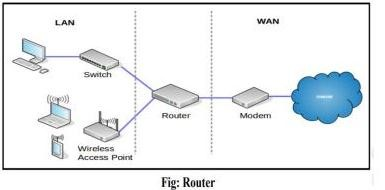 LAN
WAN
Switch
Router
Modem
Wireless
Access Point
Fig: Router